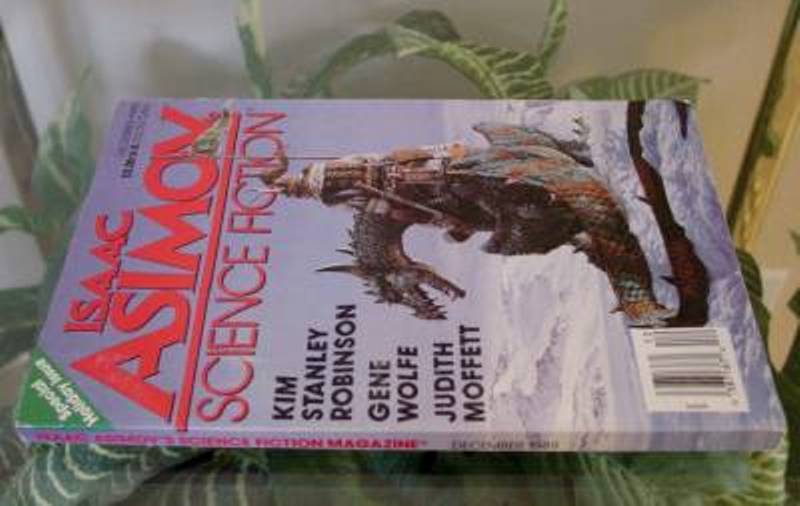 ISAAC
ASIMOV'S
SCIENCE FICTION
KIM
STANLEY
ROBINSON
GENE
WOLFE
JUDITH
MOFFETT
Special
Holiday Issue
ISAAC ASIMOV'S SCIENCE FICTION MAGAZINE DECEMBER